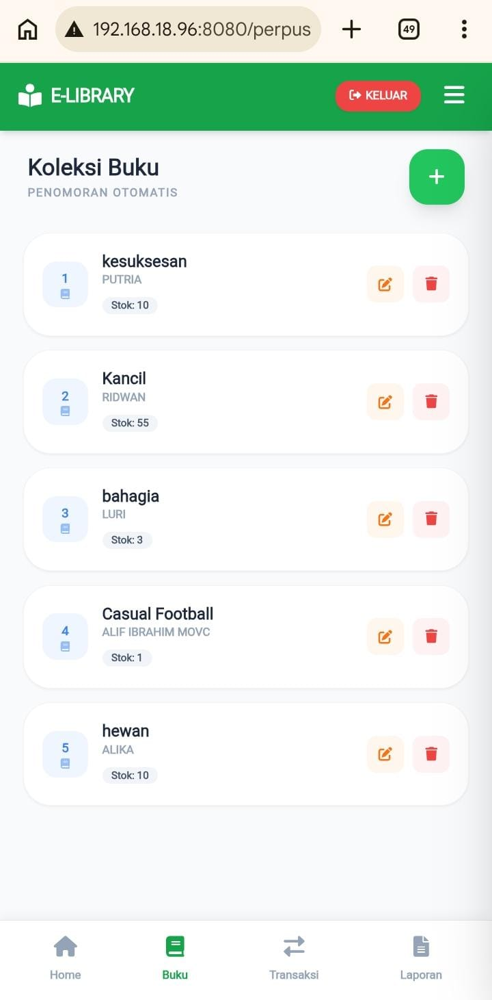 192.168.18.96:8080/perpus
49
E-LIBRARY
KELUAR
Koleksi Buku
PENOMORAN OTOMATIS
1
kesuksesan
PUTRIA
Stok: 10
2
Kancil
RIDWAN
Stok: 55
3
bahagia
LURI
Stok: 3
4
Casual Football
ALIF IBRAHIM MOVC
Stok: 1
5
hewan
ALIKA
Stok: 10
Home
Buku
Transaksi
Laporan